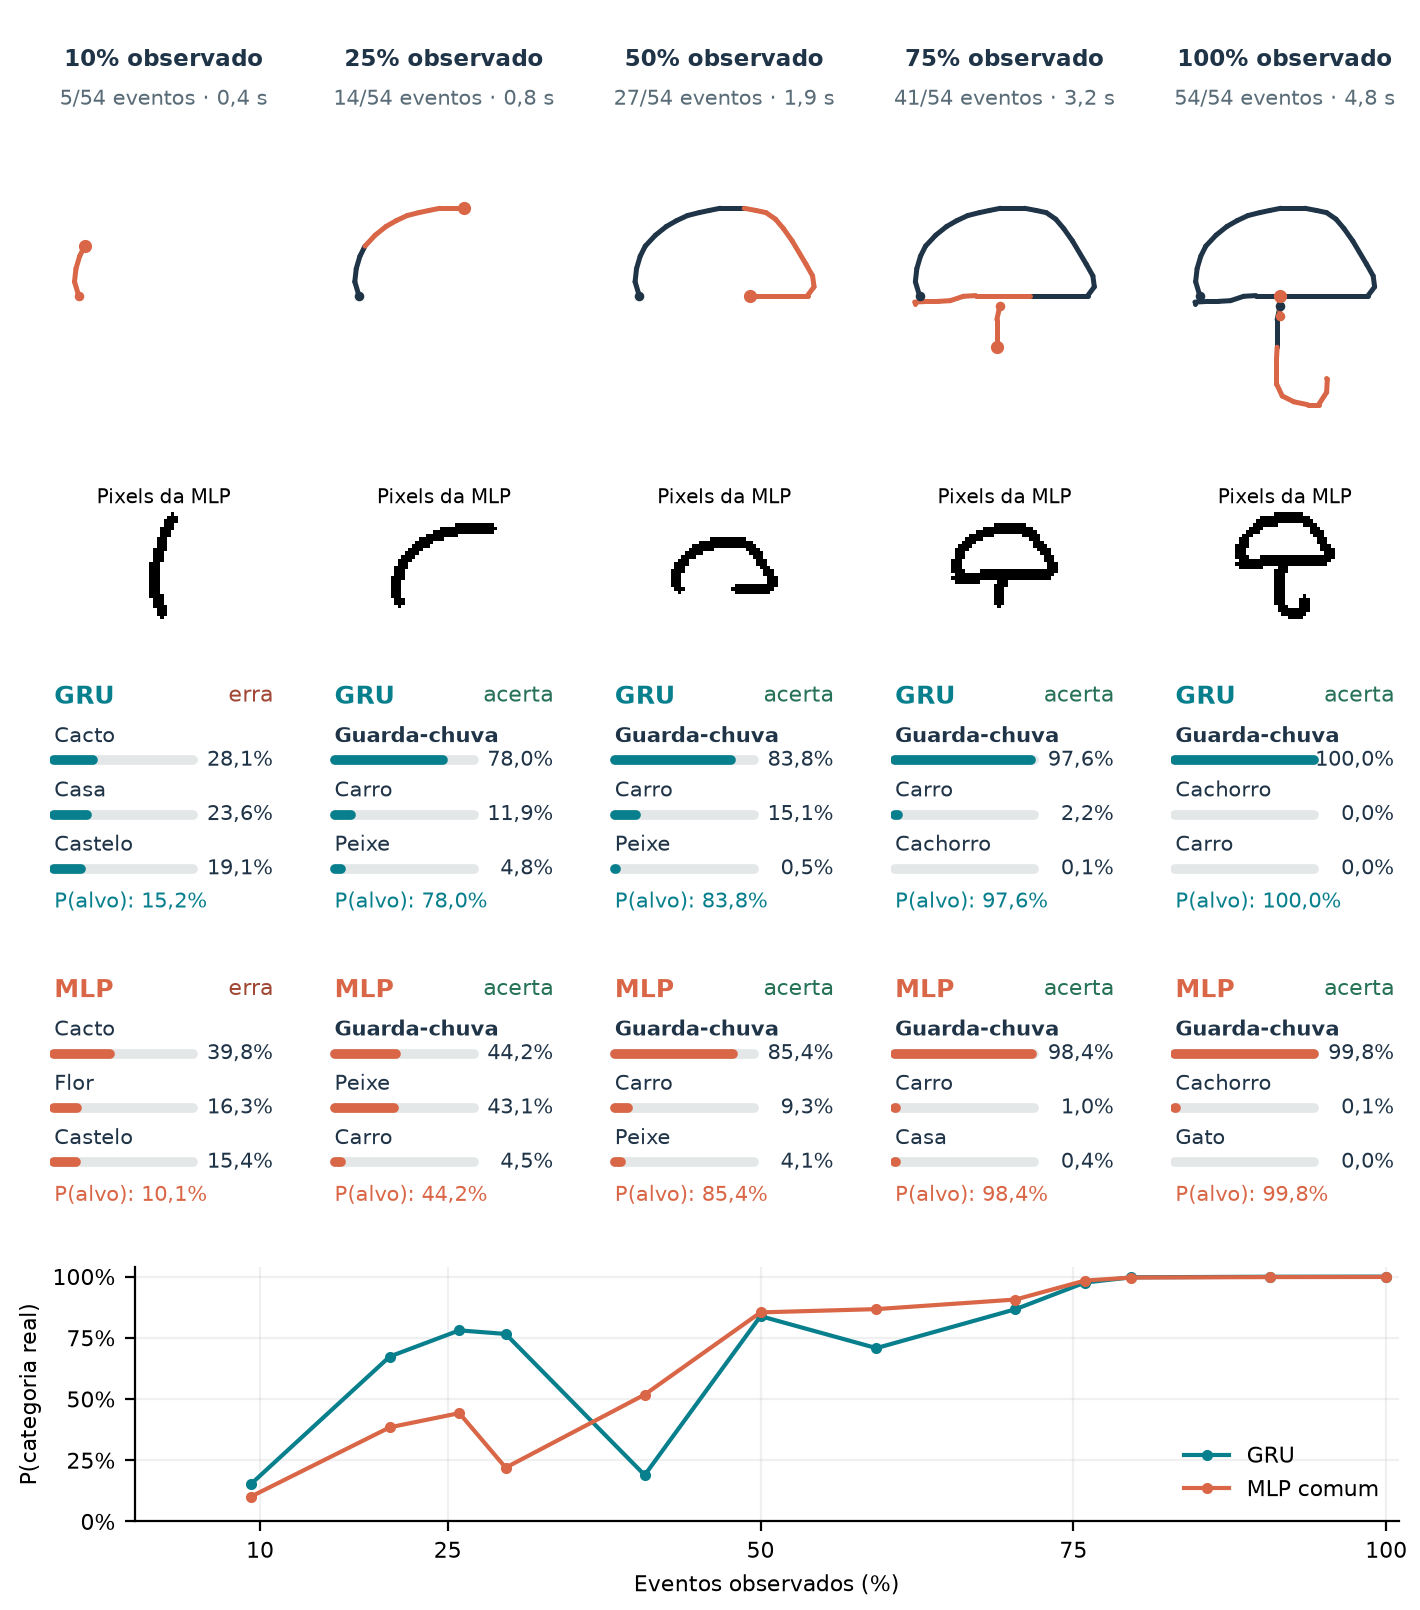 10% observado
5/54 eventos · 0,4 s
25% observado
14/54 eventos · 0,8 s
50% observado
27/54 eventos · 1,9 s
75% observado
41/54 eventos · 3,2 s
100% observado
54/54 eventos · 4,8 s
Pixels da MLP
Pixels da MLP
Pixels da MLP
Pixels da MLP
Pixels da MLP
GRU erra
Cacto
28,1%
Casa
23,6%
Castelo
19,1%
P(alvo): 15,2%
GRU acerta
Guarda-chuva
78,0%
Carro
11,9%
Peixe
4,8%
P(alvo): 78,0%
GRU acerta
Guarda-chuva
83,8%
Carro
15,1%
Peixe
0,5%
P(alvo): 83,8%
GRU acerta
Guarda-chuva
97,6%
Carro
2,2%
Cachorro
0,1%
P(alvo): 97,6%
GRU acerta
Guarda-chuva
100,0%
Cachorro
0,0%
Carro
0,0%
P(alvo): 100,0%
MLP erra
Cacto
39,8%
Flor
16,3%
Castelo
15,4%
P(alvo): 10,1%
MLP acerta
Guarda-chuva
44,2%
Peixe
43,1%
Carro
4,5%
P(alvo): 44,2%
MLP acerta
Guarda-chuva
85,4%
Carro
9,3%
Peixe
4,1%
P(alvo): 85,4%
MLP acerta
Guarda-chuva
98,4%
Carro
1,0%
Casa
0,4%
P(alvo): 98,4%
MLP acerta
Guarda-chuva
99,8%
Cachorro
0,1%
Gato
0,0%
P(alvo): 99,8%
P(categoria real)
100%
75%
50%
25%
0%
GRU
MLP comum
10 25 50 75 100
Eventos observados (%)